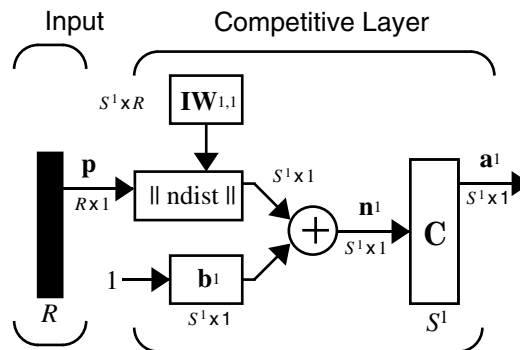 Input
Competitive Layer
S¹xR
IW1,1
p
Rx1
|| ndist ||
S¹x1
n¹
S¹x1
C
a¹
S¹x1
1
b¹
S¹x1
R
S¹